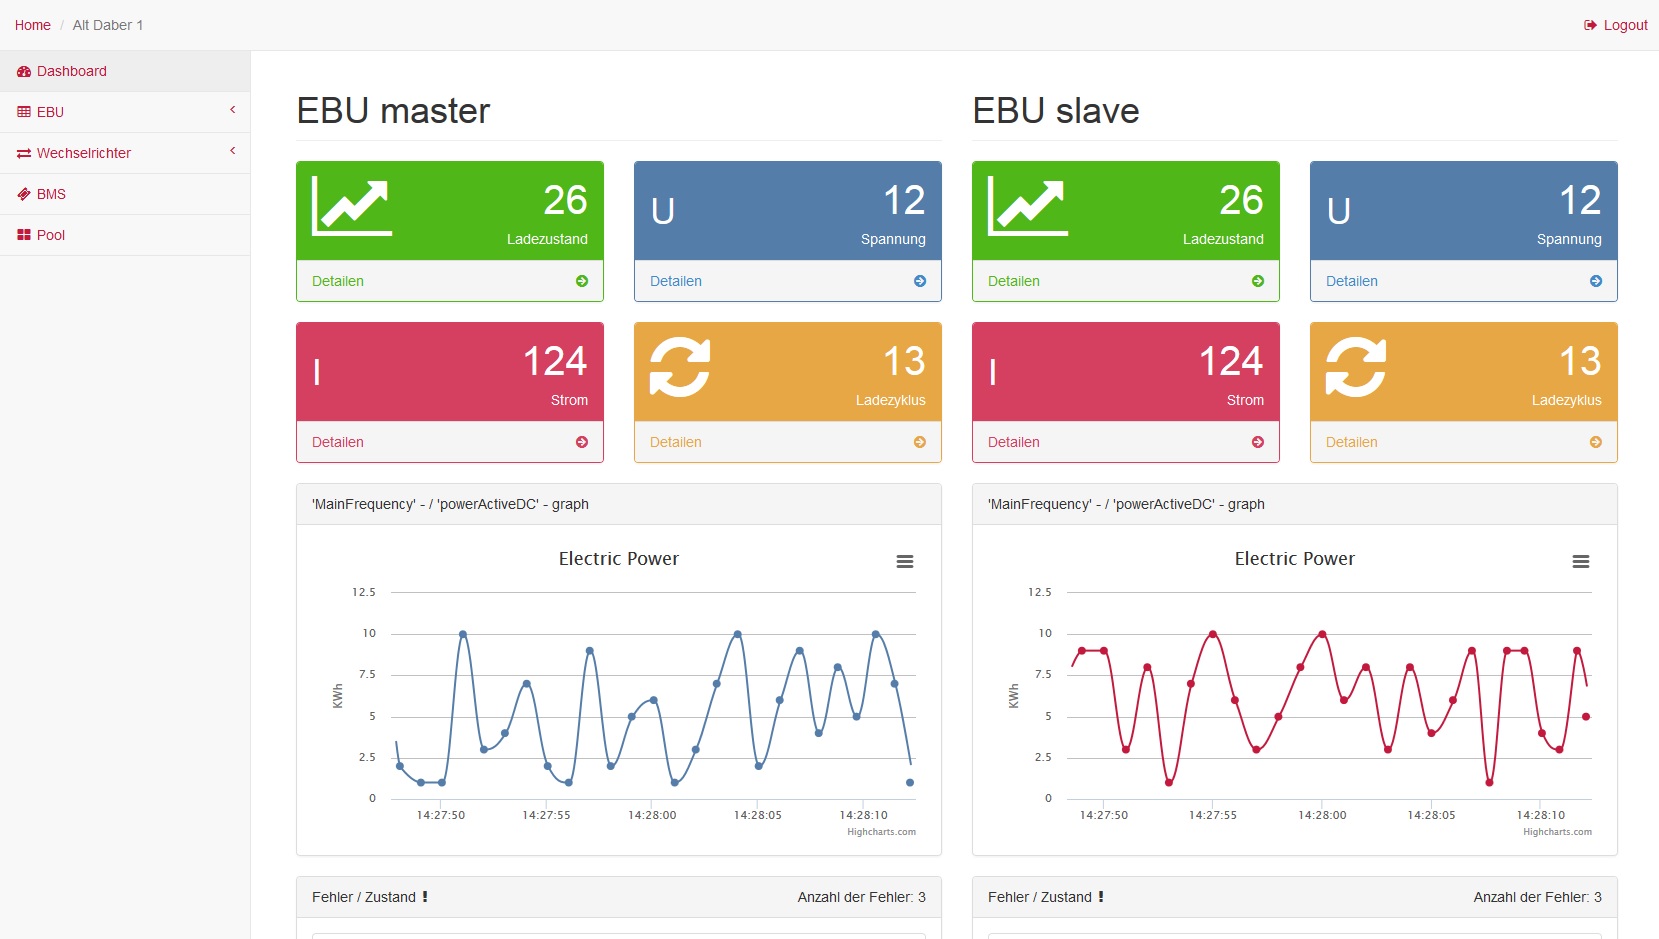 Home / Alt Daber 1
Logout
Dashboard
EBU
Wechselrichter
BMS
Pool
EBU master
26
Ladezustand
Detailen
U
12
Spannung
Detailen
I
124
Strom
Detailen
13
Ladezyklus
Detailen
'MainFrequency' - / 'powerActiveDC' - graph
Electric Power
12.5
10
7.5
5
2.5
0
KWh
14:27:50
14:27:55
14:28:00
14:28:05
14:28:10
Highcharts.com
Fehler / Zustand !
Anzahl der Fehler: 3
EBU slave
26
Ladezustand
Detailen
U
12
Spannung
Detailen
I
124
Strom
Detailen
13
Ladezyklus
Detailen
'MainFrequency' - / 'powerActiveDC' - graph
Electric Power
12.5
10
7.5
5
2.5
0
KWh
14:27:50
14:27:55
14:28:00
14:28:05
14:28:10
Highcharts.com
Fehler / Zustand !
Anzahl der Fehler: 3